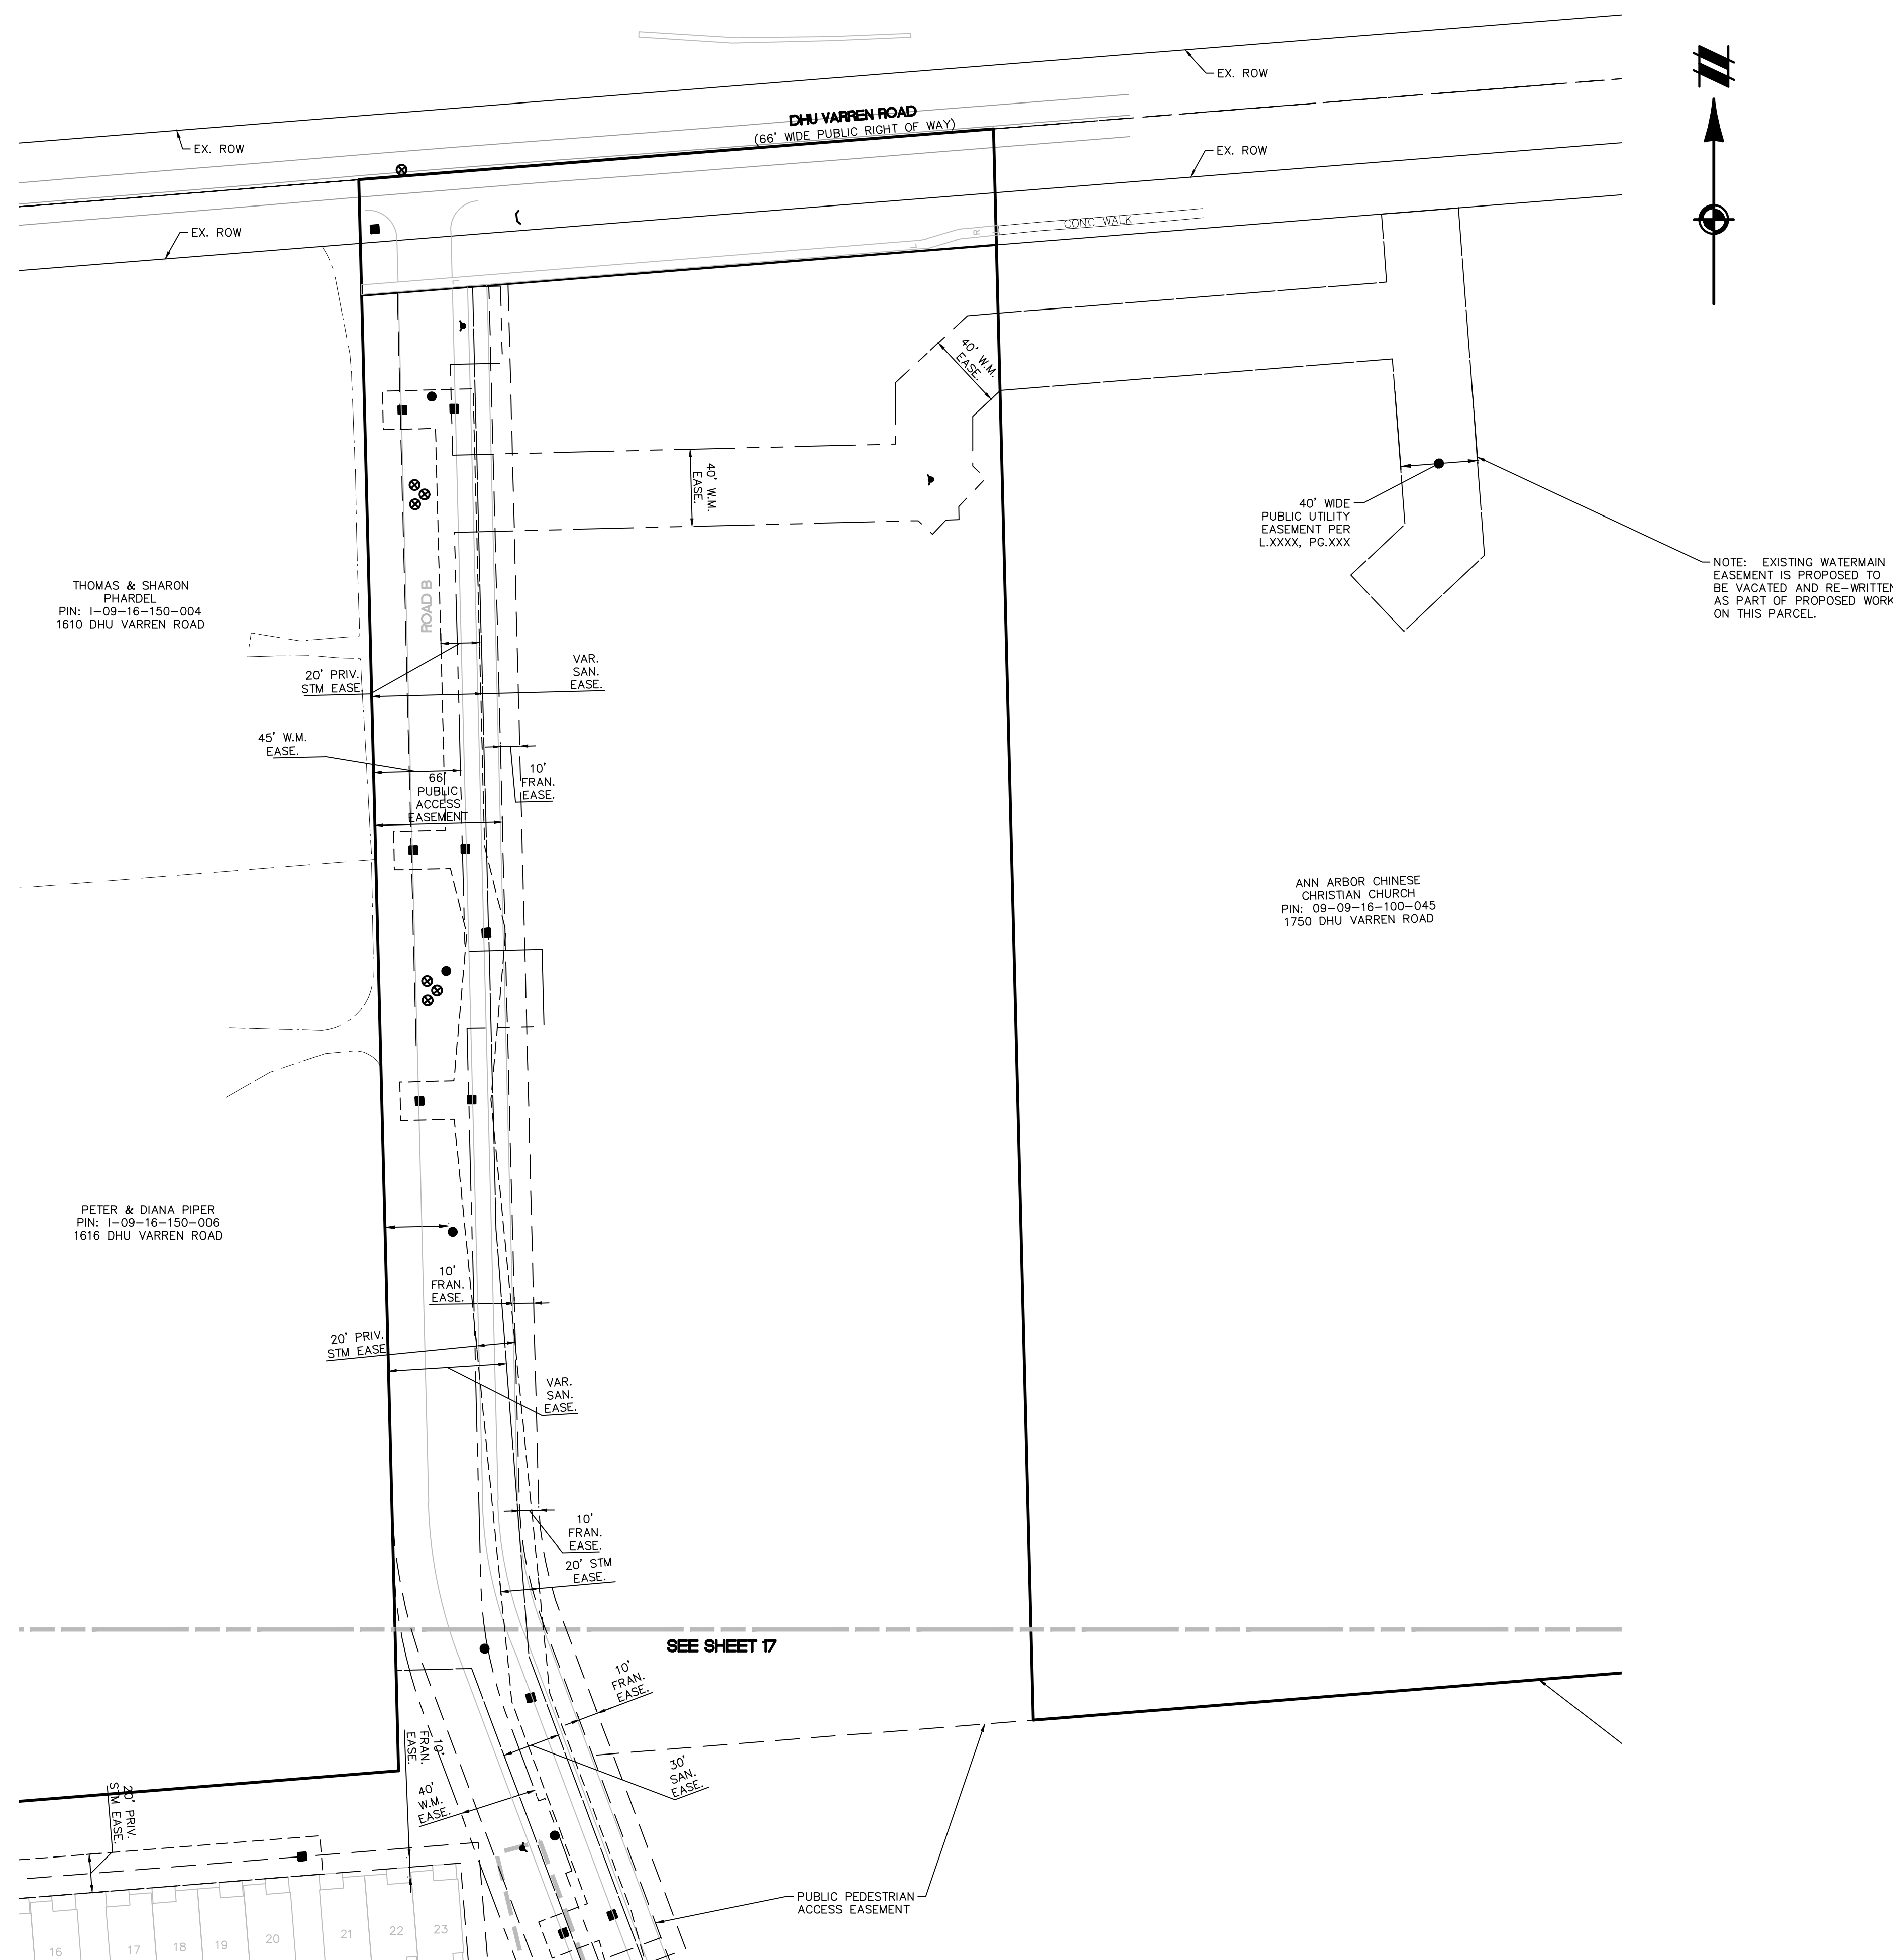 EX. ROW
DHU VARREN ROAD
(66' WIDE PUBLIC RIGHT OF WAY)
EX. ROW
EX. ROW
EX. ROW
CONC WALK
L
R
40' W.M.
EASE.
40' W.M.
EASE.
40' WIDE
PUBLIC UTILITY
EASEMENT PER
L.XXXX, PG.XXX
NOTE: EXISTING WATERMAIN
EASEMENT IS PROPOSED TO
BE VACATED AND RE-WRITTEN
AS PART OF PROPOSED WORK
ON THIS PARCEL.
THOMAS & SHARON
PHARDEL
PIN: I-09-16-150-004
1610 DHU VARREN ROAD
ROAD B
20' PRIV.
STM EASE.
VAR.
SAN.
EASE.
45' W.M.
EASE.
10'
FRAN.
EASE.
66'
PUBLIC
ACCESS
EASEMENT
ANN ARBOR CHINESE
CHRISTIAN CHURCH
PIN: 09-09-16-100-045
1750 DHU VARREN ROAD
PETER & DIANA PIPER
PIN: I-09-16-150-006
1616 DHU VARREN ROAD
10'
FRAN.
EASE.
20' PRIV.
STM EASE
VAR.
SAN.
EASE.
10'
FRAN.
EASE.
20' STM
EASE.
SEE SHEET 17
10'
FRAN.
EASE.
10'
FRAN.
EASE.
30'
SAN.
EASE.
40'
W.M.
EASE.
20' PRIV.
STM EASE.
PUBLIC PEDESTRIAN
ACCESS EASEMENT
16
17
18
19
20
21
22
23